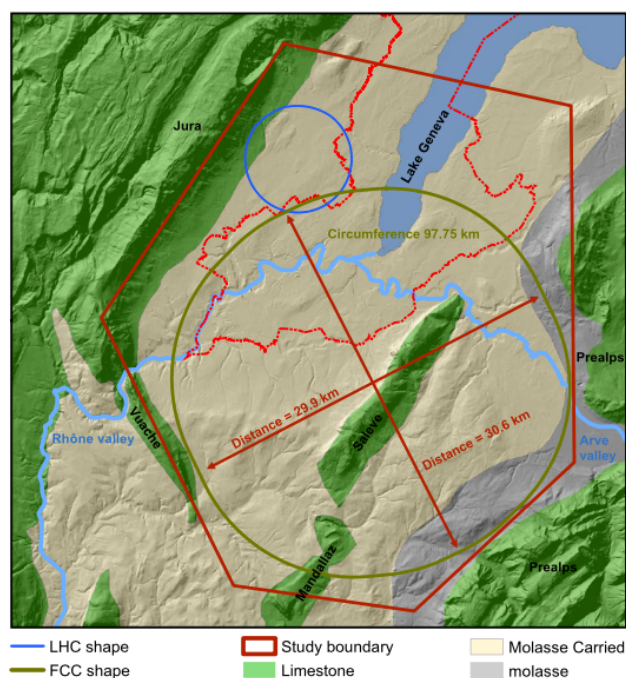 Jura
Lake Geneva
Circumference 97.75 km
Prealps
Distance = 29.9 km
Vuache
Rhône valley
Saleve
Distance = 30.6 km
Arve
valley
Mandallaz
Prealps
LHC shape
Study boundary
Molasse Carried
FCC shape
Limestone
molasse